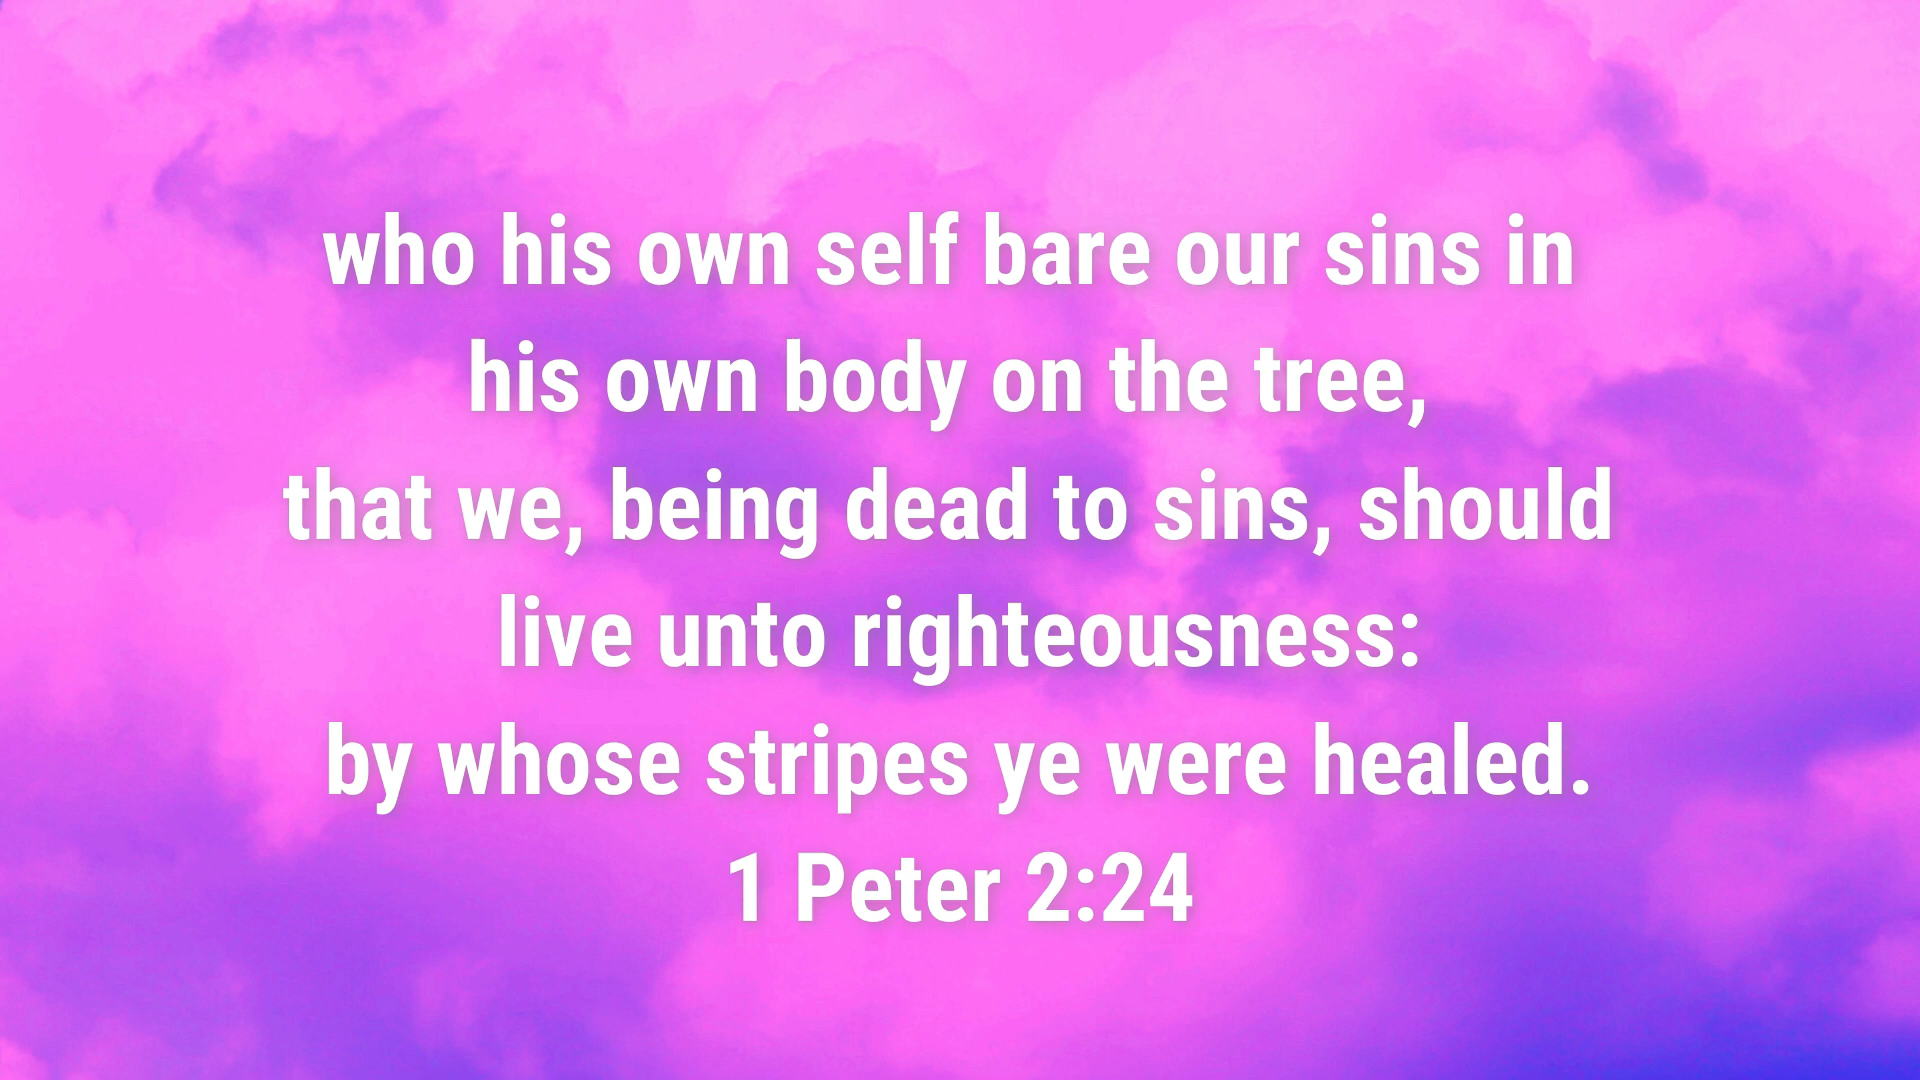 who his own self bare our sins in
his own body on the tree,
that we, being dead to sins, should
live unto righteousness:
by whose stripes ye were healed.
1 Peter 2:24